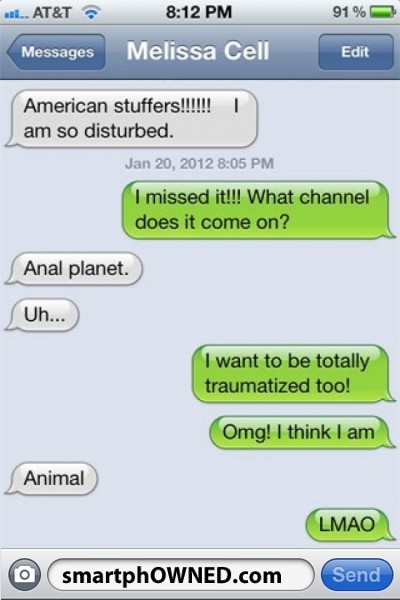 AT&T 8:12 PM 91%
Messages Melissa Cell Edit
American stuffers!!!!!! I
am so disturbed.
Jan 20, 2012 8:05 PM
I missed it!!! What channel
does it come on?
Anal planet.
Uh...
I want to be totally
traumatized too!
Omg! I think I am
Animal
LMAO
smartphOWNED.com Send